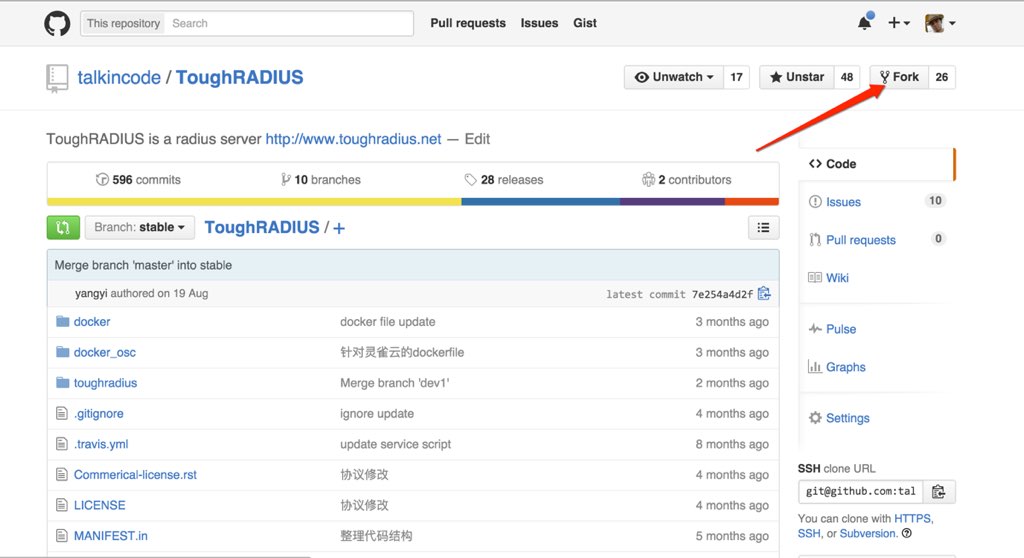 This repository Search Pull requests Issues Gist
talkincode / ToughRADIUS Unwatch 17 Unstar 48 Fork 26
ToughRADIUS is a radius server http://www.toughradius.net — Edit
596 commits 10 branches 28 releases 2 contributors
Branch: stable ToughRADIUS / +
Merge branch 'master' into stable
yangyi authored on 19 Aug latest commit 7e254a4d2f
docker docker file update 3 months ago
docker_osc 针对灵雀云的dockerfile 3 months ago
toughradius Merge branch 'dev1' 2 months ago
.gitignore ignore update 4 months ago
.travis.yml update service script 8 months ago
Commerical-license.rst 协议修改 4 months ago
LICENSE 协议修改 4 months ago
MANIFEST.in 整理代码结构 5 months ago
Code
Issues 10
Pull requests 0
Wiki
Pulse
Graphs
Settings
SSH clone URL
git@github.com:tal
You can clone with HTTPS,
SSH, or Subversion.